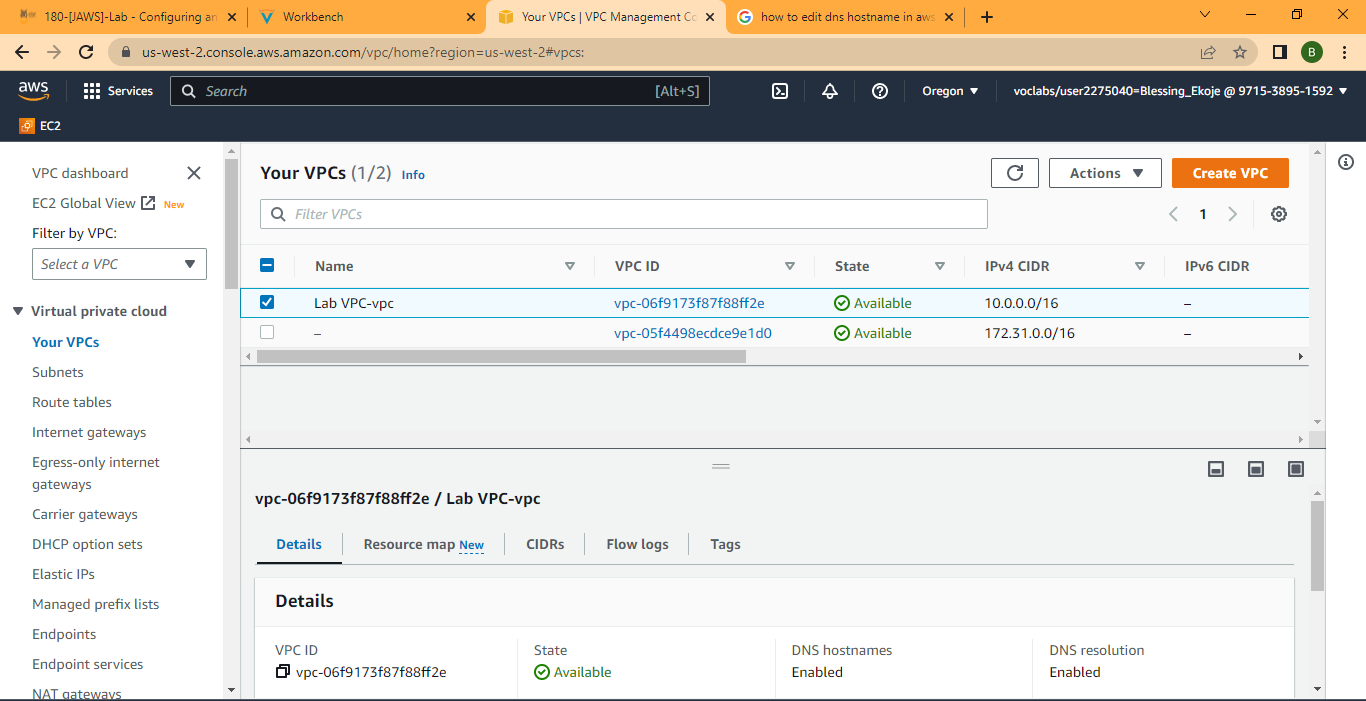 180-[JAWS]-Lab - Configuring an
Workbench
Your VPCs | VPC Management Co
how to edit dns hostname in aws
us-west-2.console.aws.amazon.com/vpc/home?region=us-west-2#vpcs:
B
aws
Services
Search
[Alt+S]
Oregon
voclabs/user2275040=Blessing_Ekoje @ 9715-3895-1592
EC2
VPC dashboard
EC2 Global View New
Filter by VPC:
Select a VPC
Virtual private cloud
Your VPCs
Subnets
Route tables
Internet gateways
Egress-only internet
gateways
Carrier gateways
DHCP option sets
Elastic IPs
Managed prefix lists
Endpoints
Endpoint services
NAT gateways
Your VPCs (1/2) Info
Actions
Create VPC
Filter VPCs
1
Name VPC ID State IPv4 CIDR IPv6 CIDR
Lab VPC-vpc vpc-06f9173f87f88ff2e Available 10.0.0.0/16 –
– vpc-05f4498ecdce9e1d0 Available 172.31.0.0/16 –
vpc-06f9173f87f88ff2e / Lab VPC-vpc
Details Resource map New CIDRs Flow logs Tags
Details
VPC ID State DNS hostnames DNS resolution
vpc-06f9173f87f88ff2e Available Enabled Enabled